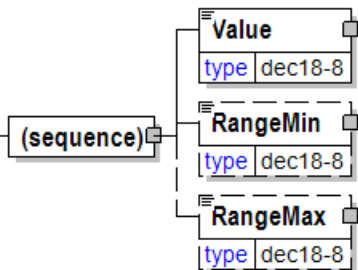 Value
type dec18-8
(sequence)
RangeMin
type dec18-8
RangeMax
type dec18-8